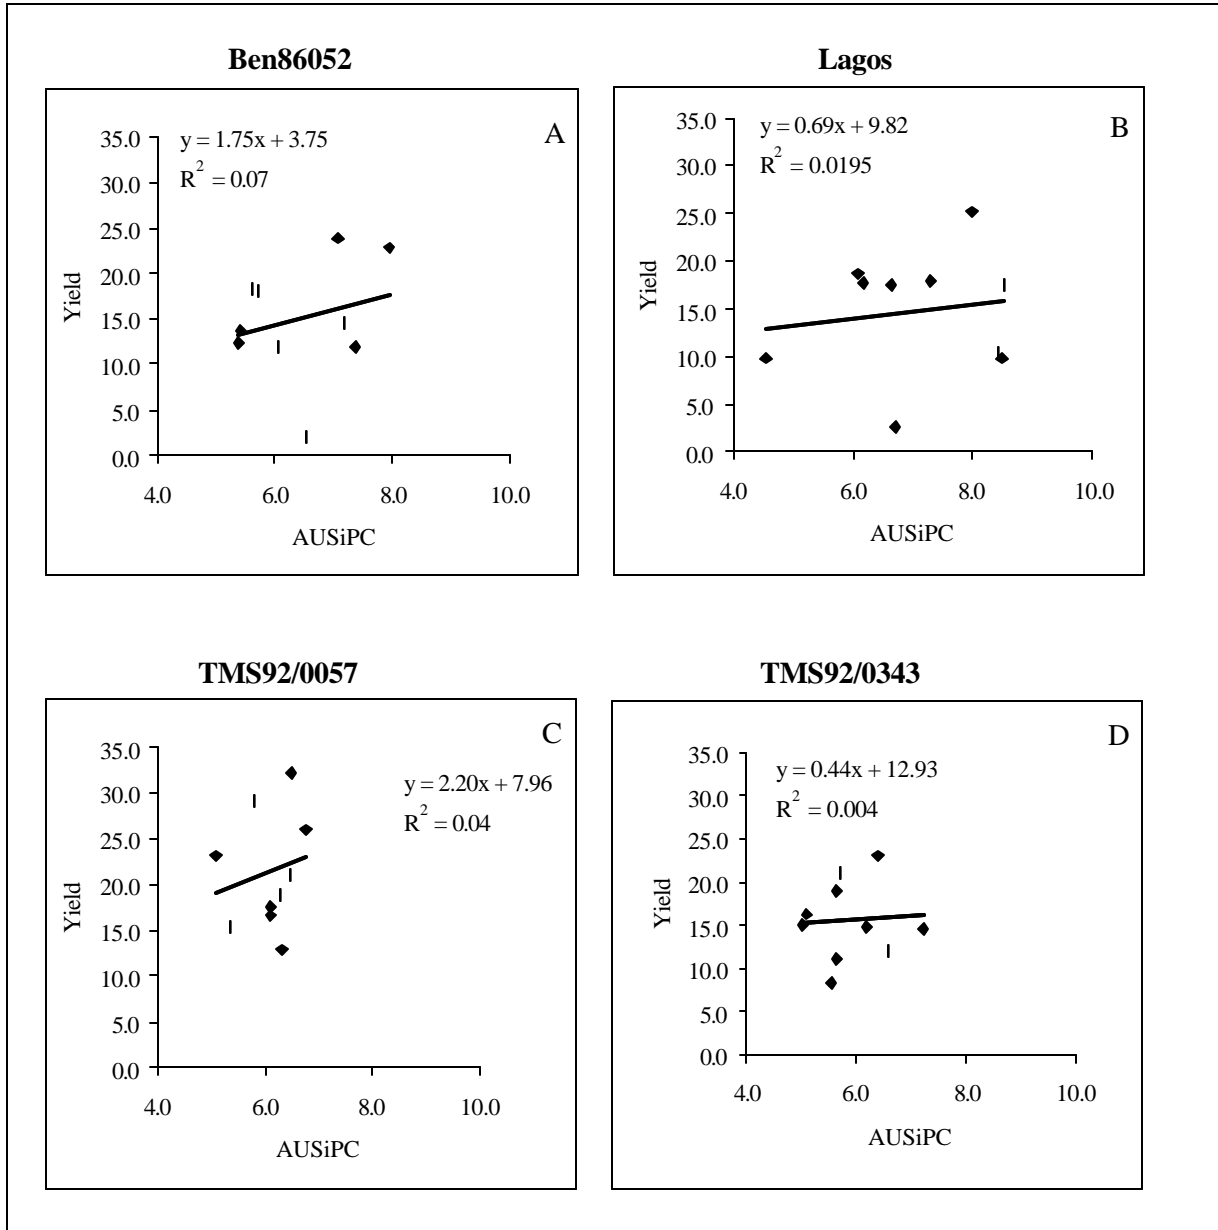 Ben86052
A
y = 1.75x + 3.75
R² = 0.07
35.0
30.0
25.0
20.0
15.0
10.0
5.0
0.0
Yield
4.0 6.0 8.0 10.0
AUSiPC
Lagos
B
y = 0.69x + 9.82
R² = 0.0195
35.0
30.0
25.0
20.0
15.0
10.0
5.0
0.0
Yield
4.0 6.0 8.0 10.0
AUSiPC
TMS92/0057
C
y = 2.20x + 7.96
R² = 0.04
35.0
30.0
25.0
20.0
15.0
10.0
5.0
0.0
Yield
4.0 6.0 8.0 10.0
AUSiPC
TMS92/0343
D
y = 0.44x + 12.93
R² = 0.004
35.0
30.0
25.0
20.0
15.0
10.0
5.0
0.0
Yield
4.0 6.0 8.0 10.0
AUSiPC